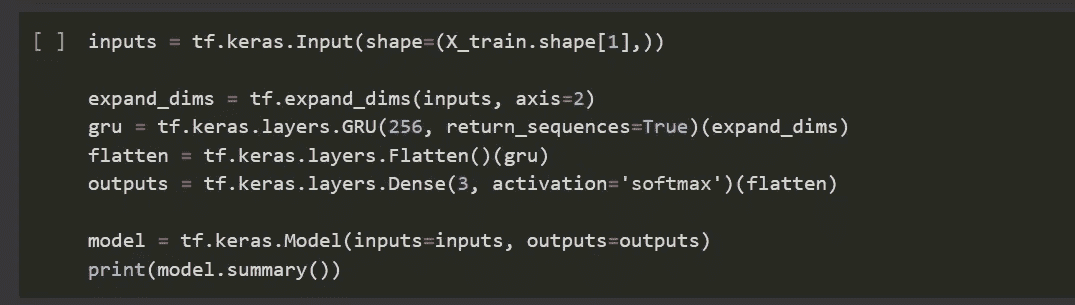 [ ] inputs = tf.keras.Input(shape=(X_train.shape[1],))
expand_dims = tf.expand_dims(inputs, axis=2)
gru = tf.keras.layers.GRU(256, return_sequences=True)(expand_dims)
flatten = tf.keras.layers.Flatten()(gru)
outputs = tf.keras.layers.Dense(3, activation='softmax')(flatten)
model = tf.keras.Model(inputs=inputs, outputs=outputs)
print(model.summary())